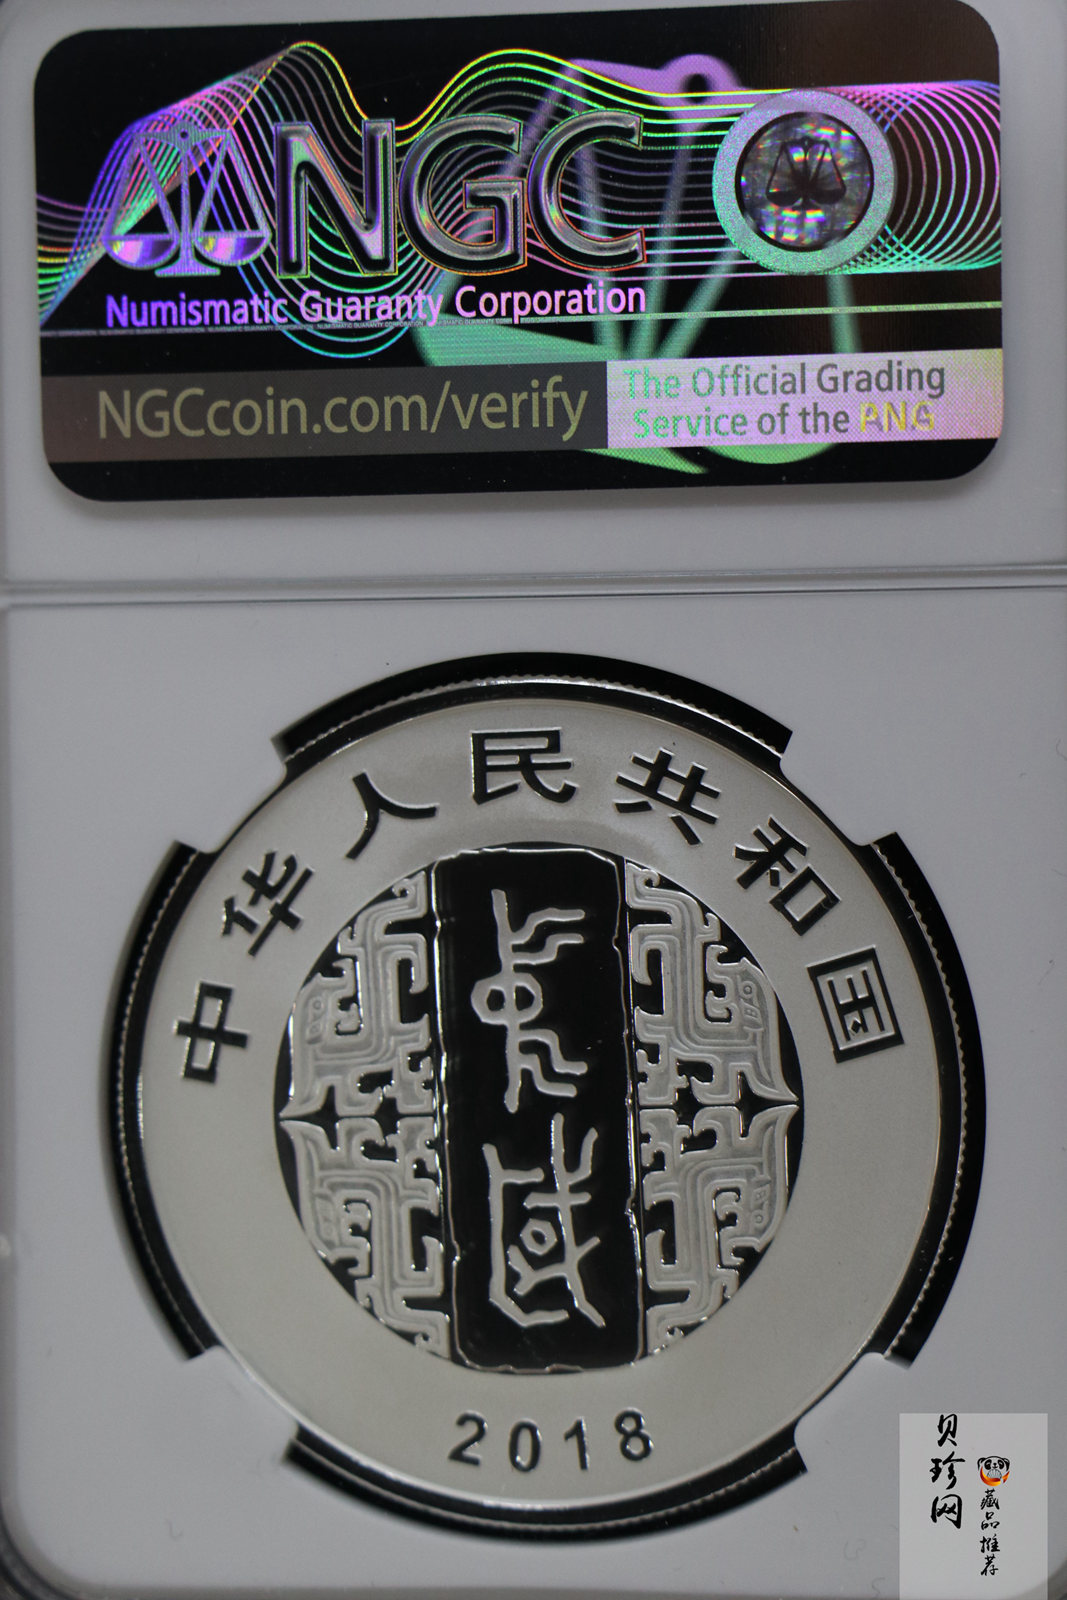 NGC
Numismatic Guaranty Corporation
NGCcoin.com/verify
The Official Grading
Service of the PNG
中华人民共和国
2018
贝珍网
藏品推荐